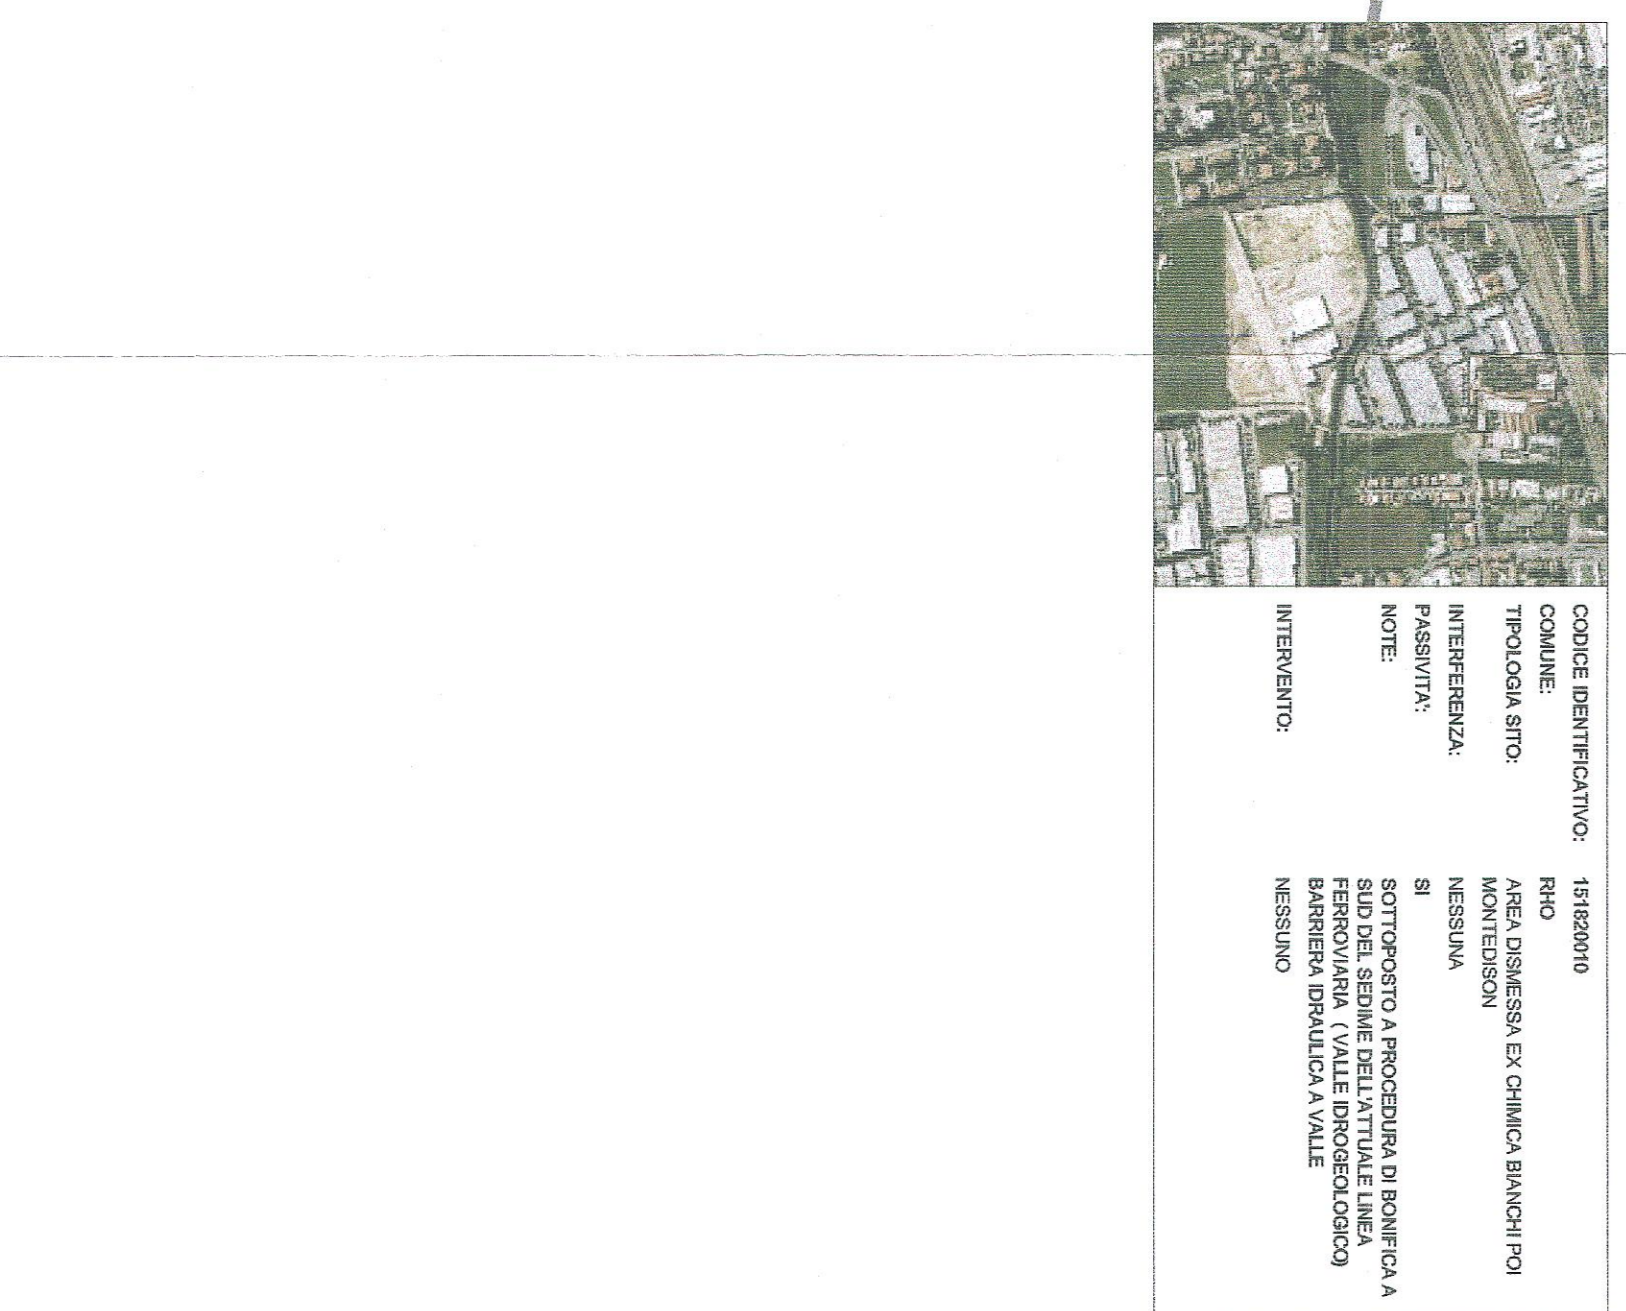 CODICE IDENTIFICATIVO: 151820010
COMUNE: RHO
TIPOLOGIA SITO: AREA DISMESSA EX CHIMICA BIANCHI POI
MONTEDISON
INTERFERENZA: NESSUNA
PASSIVITA': SI
NOTE: SOTTOPOSTO A PROCEDURA DI BONIFICA A
SUD DEL SEDIME DELL'ATTUALE LINEA
FERROVIARIA ( VALLE IDROGEOLOGICO)
BARRIERA IDRAULICA A VALLE
INTERVENTO: NESSUNO